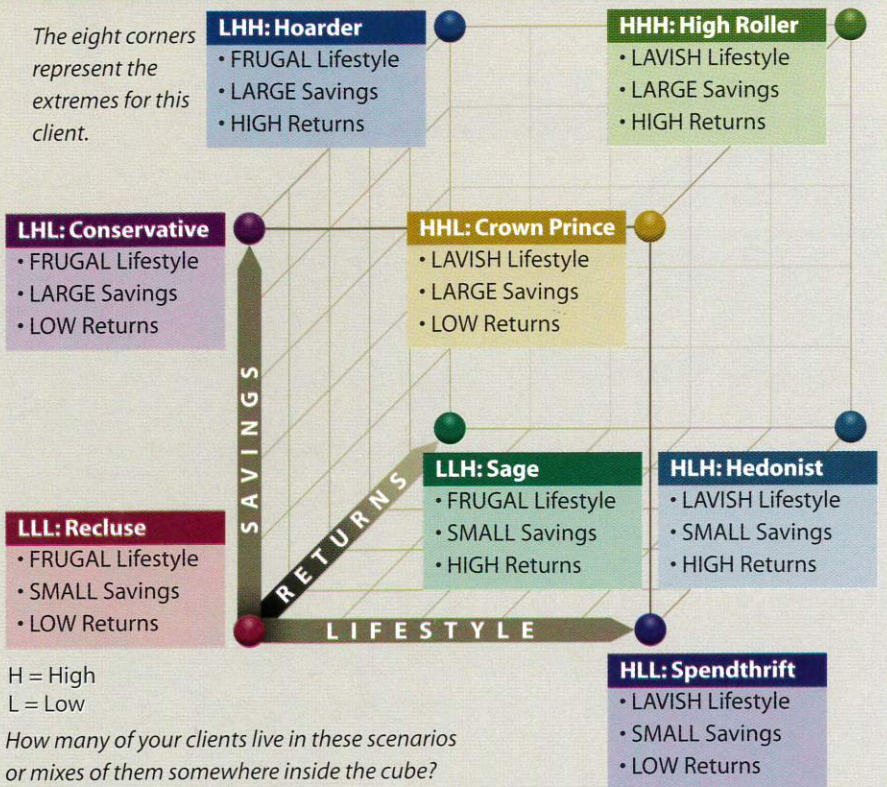 The eight corners
represent the
extremes for this
client.
LHH: Hoarder
• FRUGAL Lifestyle
• LARGE Savings
• HIGH Returns
HHH: High Roller
• LAVISH Lifestyle
• LARGE Savings
• HIGH Returns
LHL: Conservative
• FRUGAL Lifestyle
• LARGE Savings
• LOW Returns
HHL: Crown Prince
• LAVISH Lifestyle
• LARGE Savings
• LOW Returns
SAVINGS
RETURNS
LLH: Sage
• FRUGAL Lifestyle
• SMALL Savings
• HIGH Returns
HLH: Hedonist
• LAVISH Lifestyle
• SMALL Savings
• HIGH Returns
LLL: Recluse
• FRUGAL Lifestyle
• SMALL Savings
• LOW Returns
LIFESTYLE
HLL: Spendthrift
• LAVISH Lifestyle
• SMALL Savings
• LOW Returns
H = High
L = Low
How many of your clients live in these scenarios
or mixes of them somewhere inside the cube?